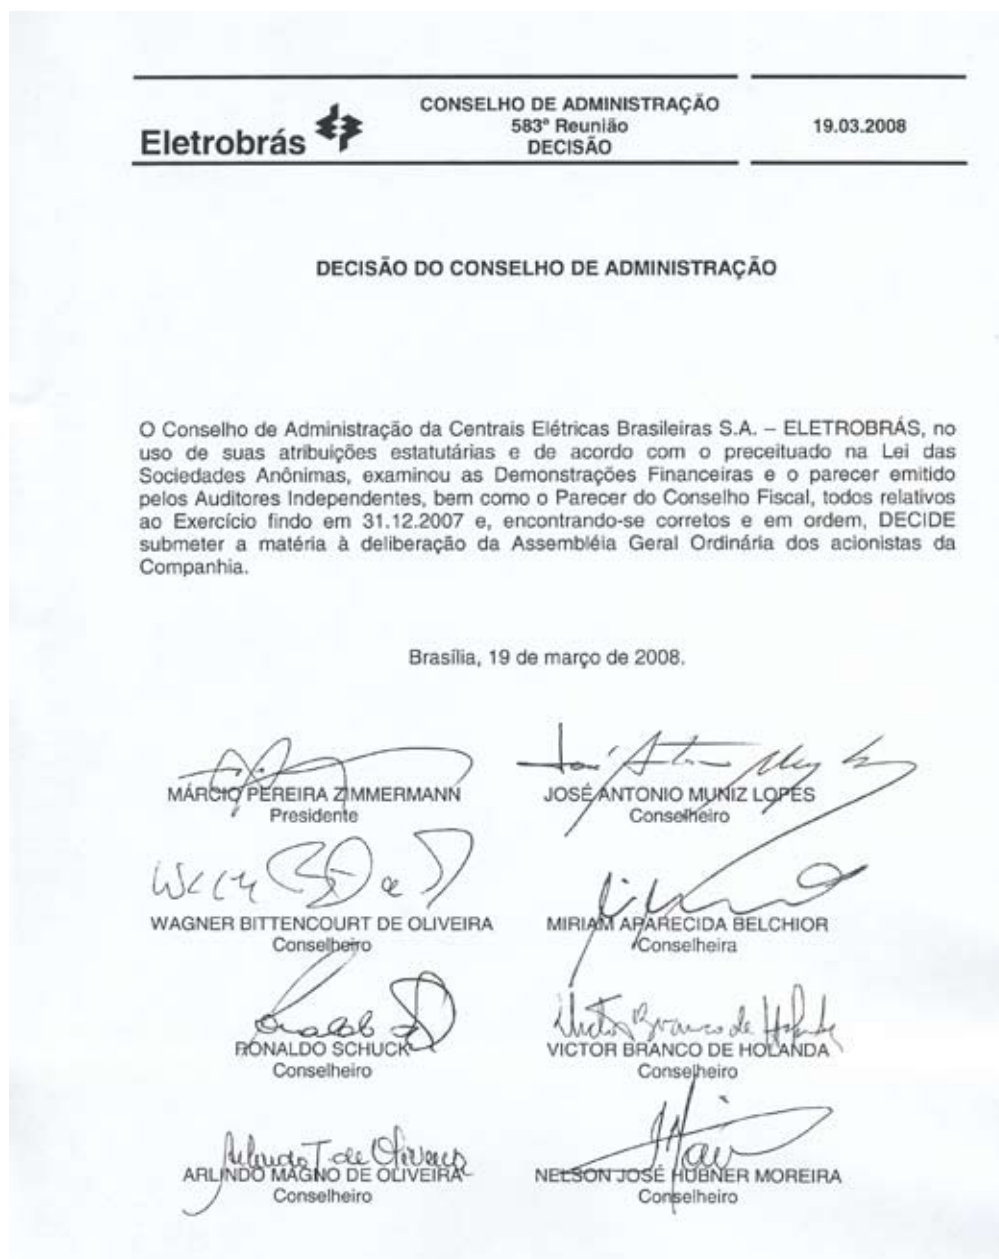 Eletrobrás
CONSELHO DE ADMINISTRAÇÃO
583ª Reunião
DECISÃO
19.03.2008
DECISÃO DO CONSELHO DE ADMINISTRAÇÃO
O Conselho de Administração da Centrais Elétricas Brasileiras S.A. – ELETROBRÁS, no
uso de suas atribuições estatutárias e de acordo com o preceituado na Lei das
Sociedades Anônimas, examinou as Demonstrações Financeiras e o parecer emitido
pelos Auditores Independentes, bem como o Parecer do Conselho Fiscal, todos relativos
ao Exercício findo em 31.12.2007 e, encontrando-se corretos e em ordem, DECIDE
submeter a matéria à deliberação da Assembléia Geral Ordinária dos acionistas da
Companhia.
Brasília, 19 de março de 2008.
MÁRCIO PEREIRA ZIMMERMANN
Presidente
JOSÉ ANTONIO MUNIZ LOPES
Conselheiro
WAGNER BITTENCOURT DE OLIVEIRA
Conselheiro
MIRIAM APARECIDA BELCHIOR
Conselheira
RONALDO SCHUCK
Conselheiro
Victor Branco de Holanda
VICTOR BRANCO DE HOLANDA
Conselheiro
ARLINDO MAGNO DE OLIVEIRA
Conselheiro
NELSON JOSÉ HUBNER MOREIRA
Conselheiro